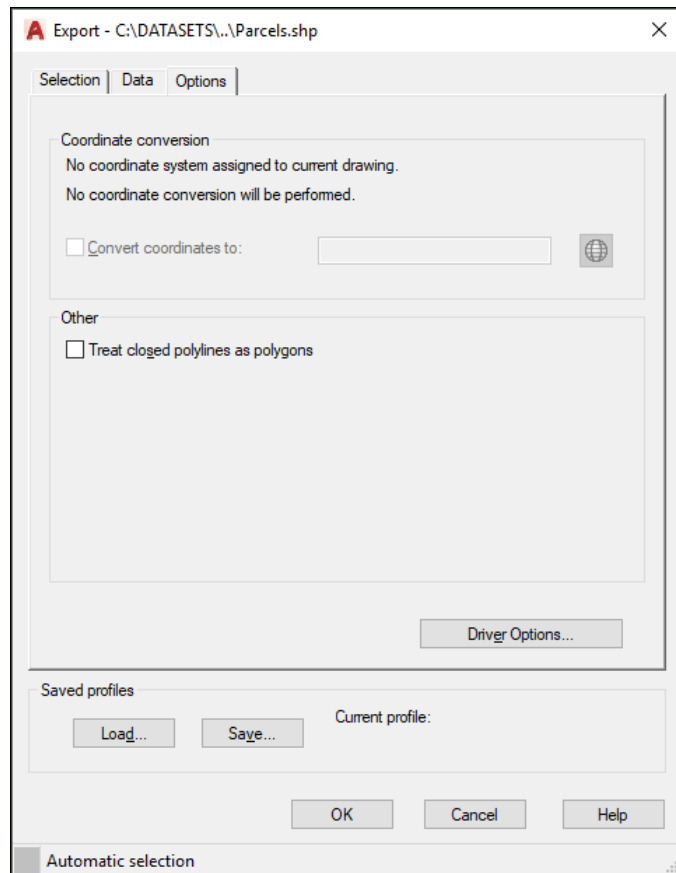 Export - C:\DATASETS\..\Parcels.shp
Selection Data Options
Coordinate conversion
No coordinate system assigned to current drawing.
No coordinate conversion will be performed.
Convert coordinates to:
Other
Treat closed polylines as polygons
Driver Options...
Saved profiles
Load... Save... Current profile:
OK Cancel Help
Automatic selection